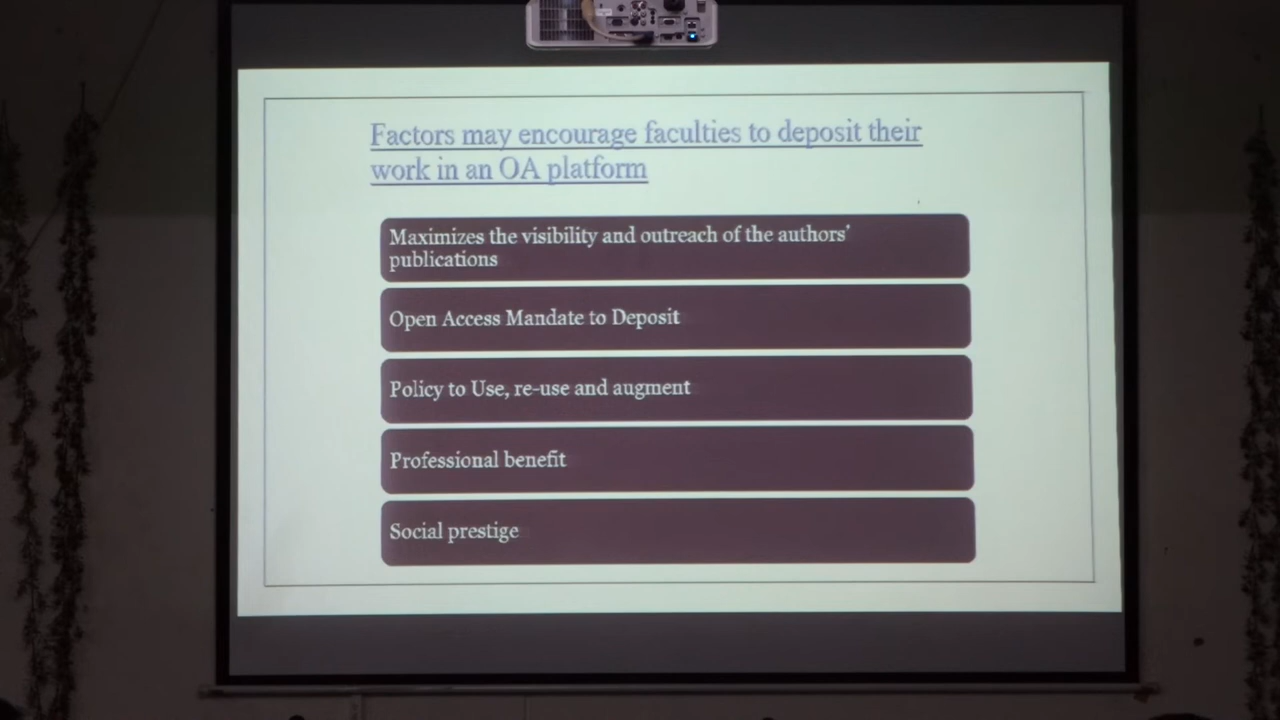 Factors may encourage faculties to deposit their
work in an OA platform
Maximizes the visibility and outreach of the authors'
publications
Open Access Mandate to Deposit
Policy to Use, re-use and augment
Professional benefit
Social prestige